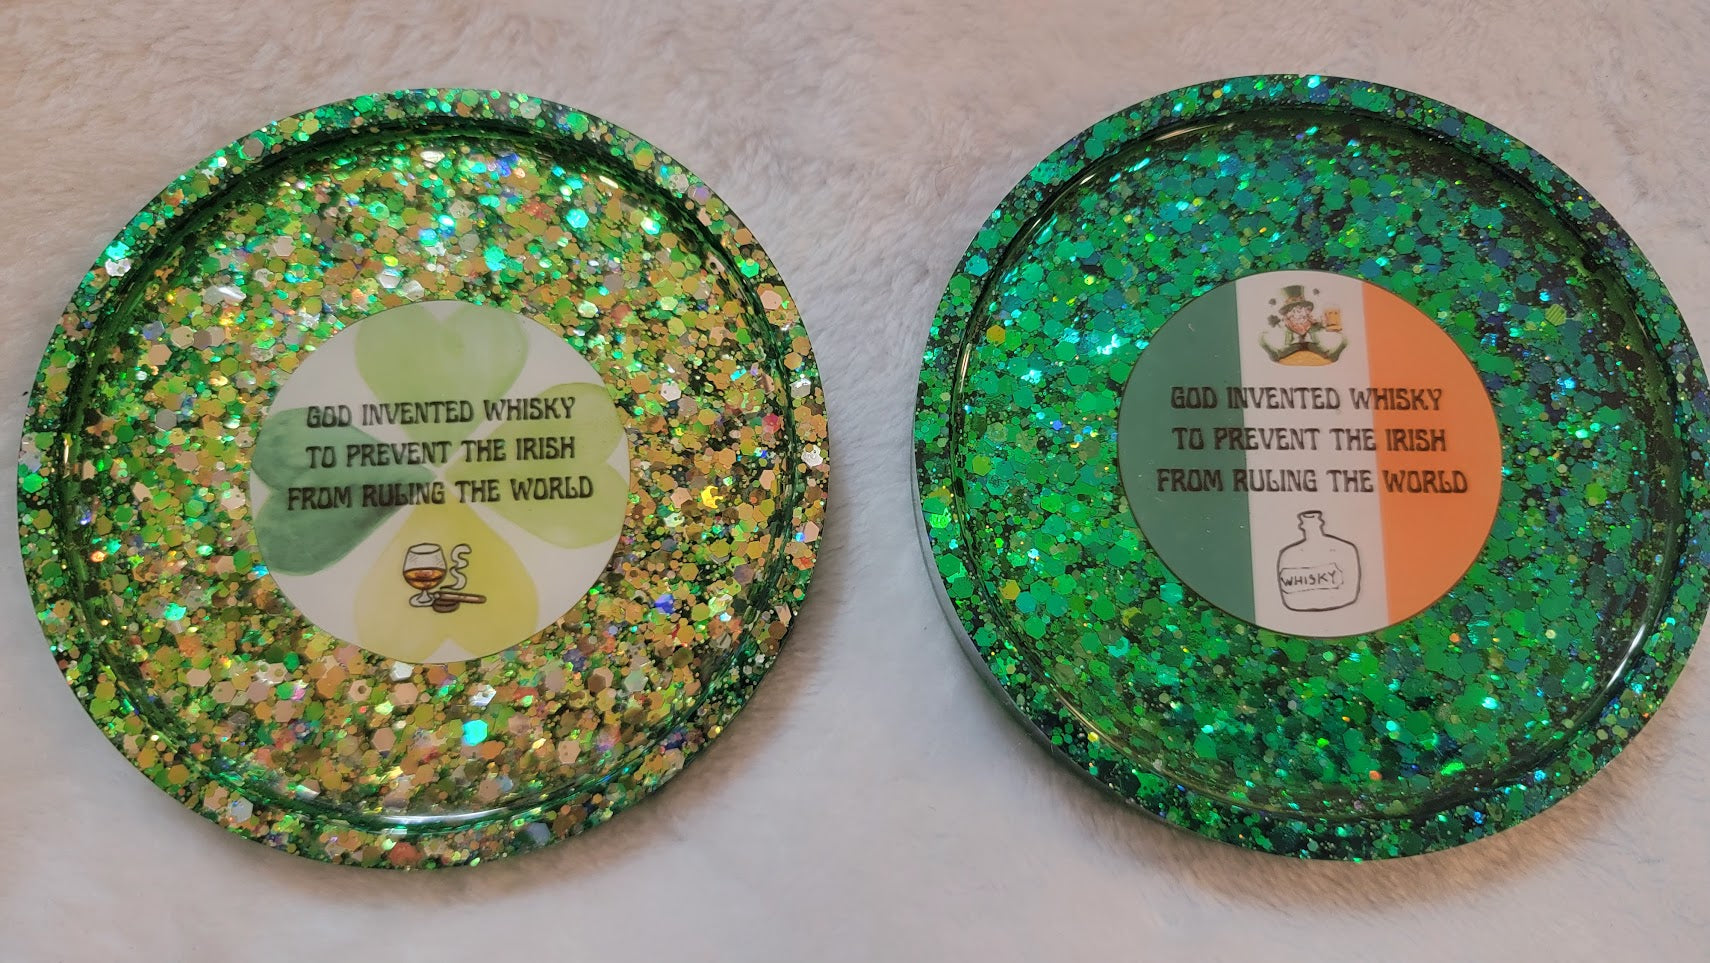 GOD INVENTED WHISKY
TO PREVENT THE IRISH
FROM RULING THE WORLD
GOD INVENTED WHISKY
TO PREVENT THE IRISH
FROM RULING THE WORLD
WHISKY